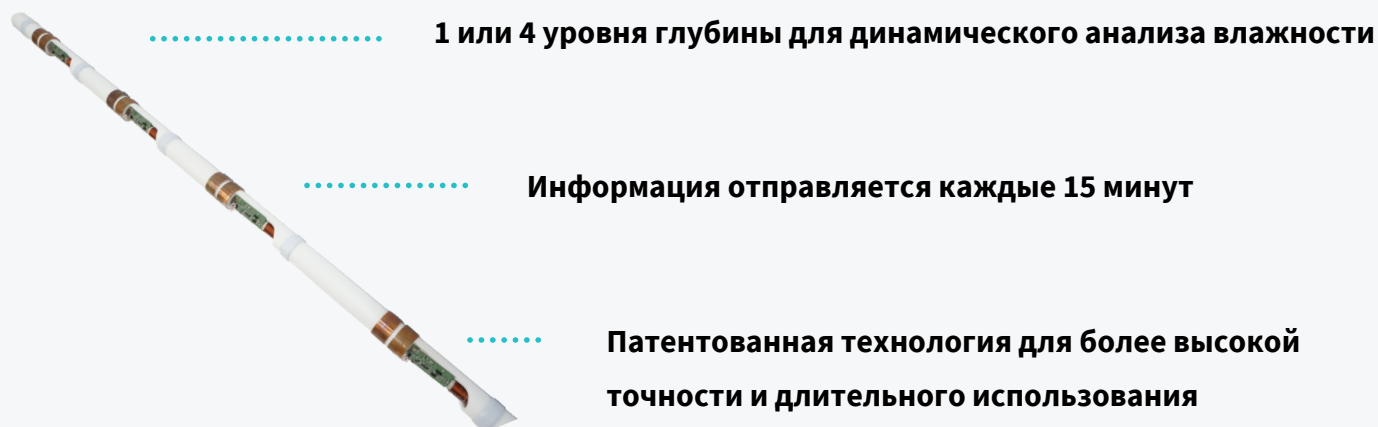 1 или 4 уровня глубины для динамического анализа влажности
Информация отправляется каждые 15 минут
Патентованная технология для более высокой
точности и длительного использования